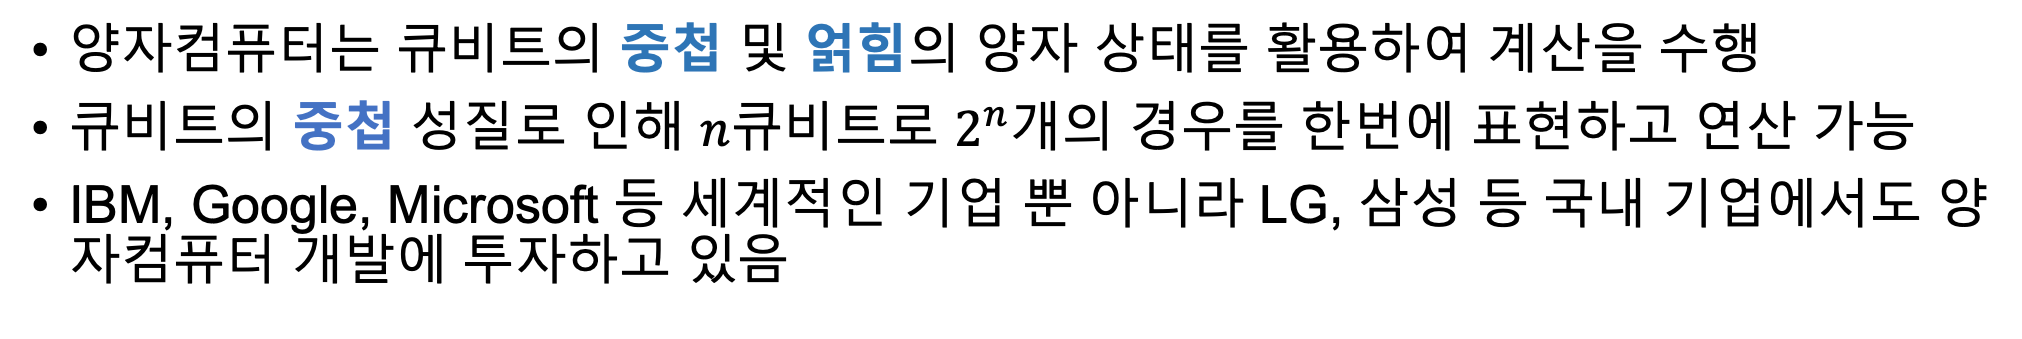 • 양자컴퓨터는 큐비트의 중첩 및 얽힘의 양자 상태를 활용하여 계산을 수행
• 큐비트의 중첩 성질로 인해 n큐비트로 2ⁿ개의 경우를 한번에 표현하고 연산 가능
• IBM, Google, Microsoft 등 세계적인 기업 뿐 아니라 LG, 삼성 등 국내 기업에서도 양
자컴퓨터 개발에 투자하고 있음